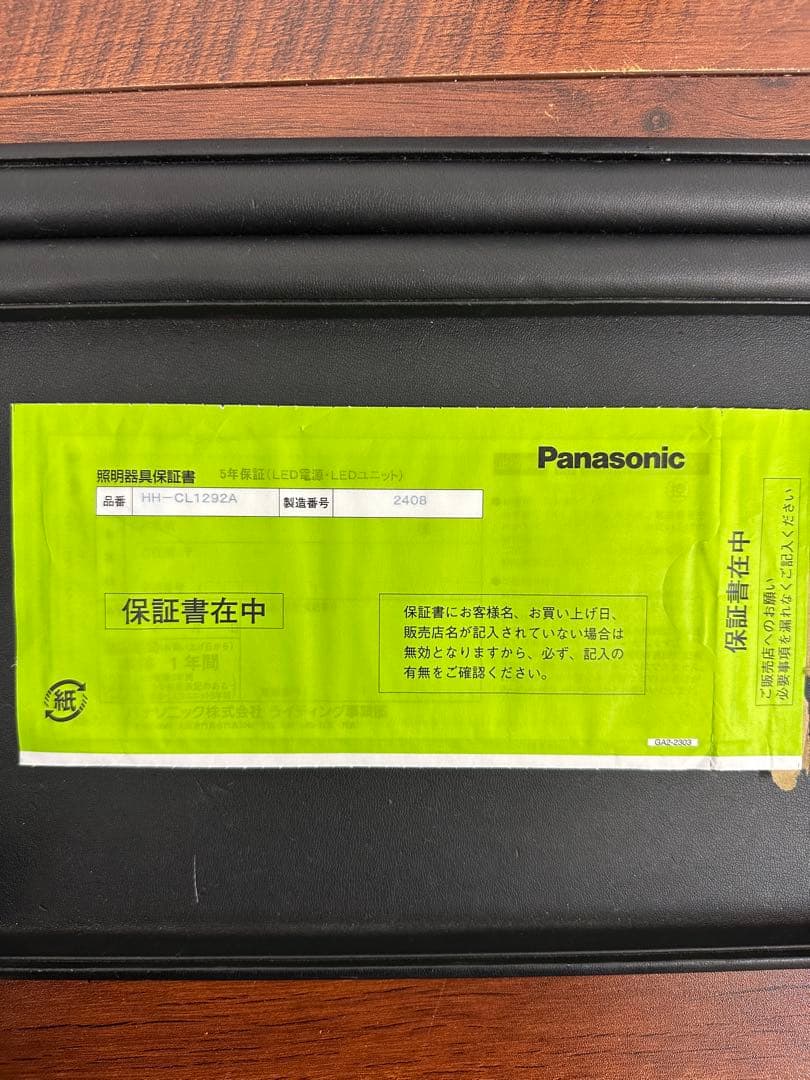 Panasonic
照明器具保証書 5年保証(LED電源・LEDユニット)
品番 HH-CL1292A 製造番号 2408
保証書在中
保証書にお客様名、お買い上げ日、
販売店名が記入されていない場合は
無効となりますから、必ず、記入の
有無をご確認ください。
1年間
紙
GA2-2303
保証書在中
ご販売店へのお願い
必要事項を漏れなくご記入ください